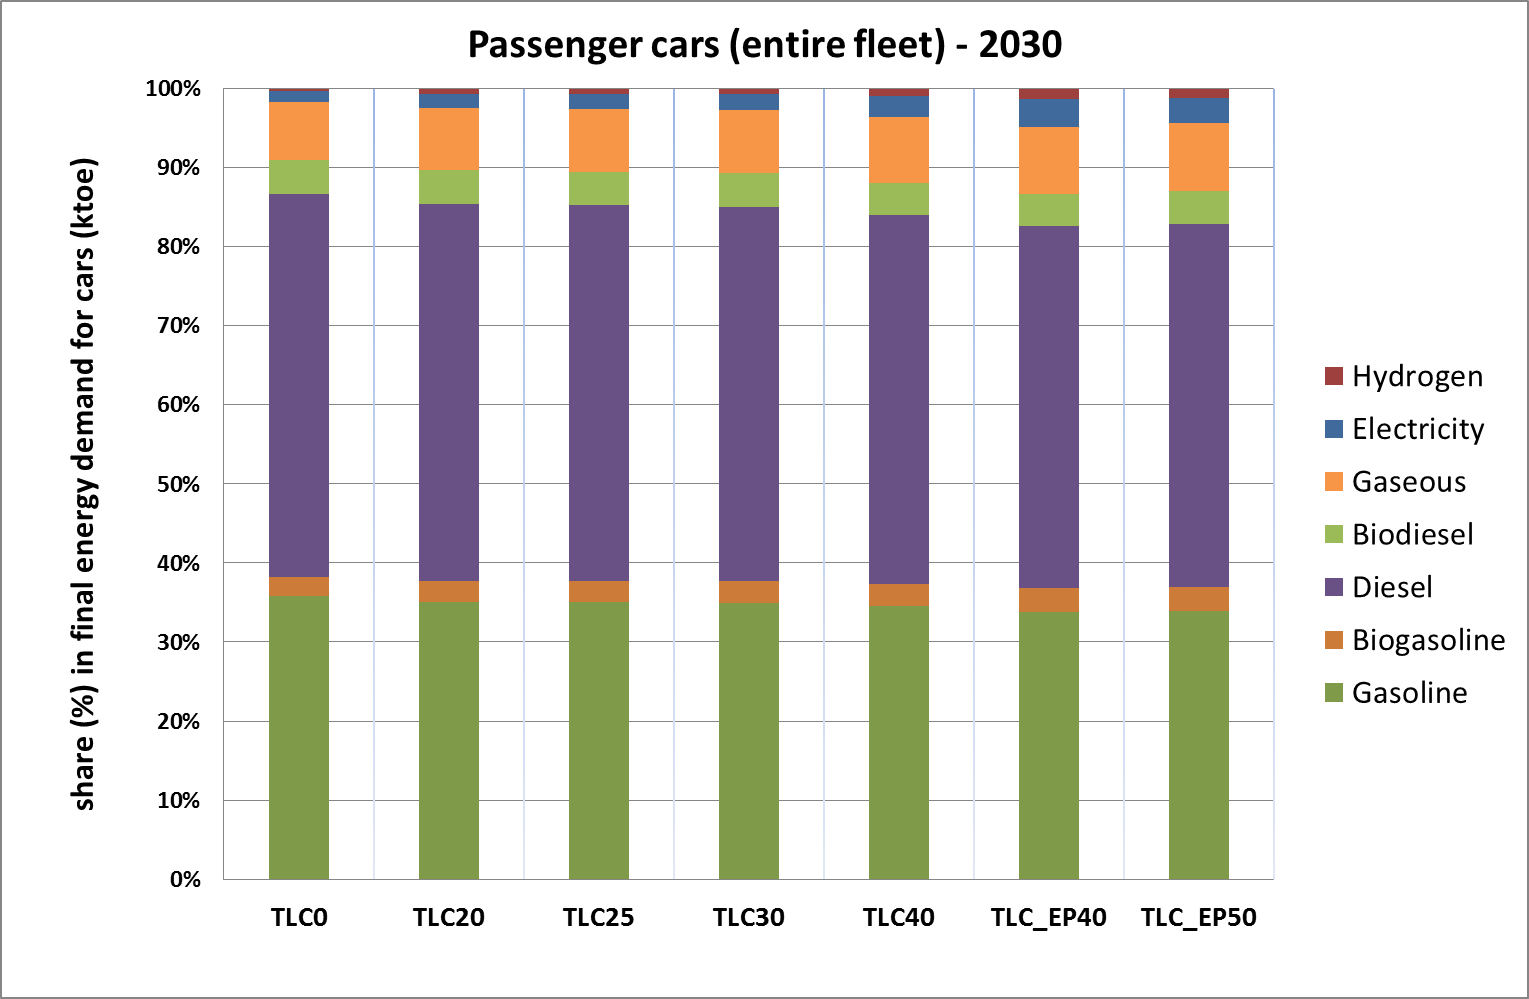 Passenger cars (entire fleet) - 2030
share (%) in final energy demand for cars (ktoe)
100%
90%
80%
70%
60%
50%
40%
30%
20%
10%
0%
TLC0 TLC20 TLC25 TLC30 TLC40 TLC_EP40 TLC_EP50
Hydrogen
Electricity
Gaseous
Biodiesel
Diesel
Biogasoline
Gasoline